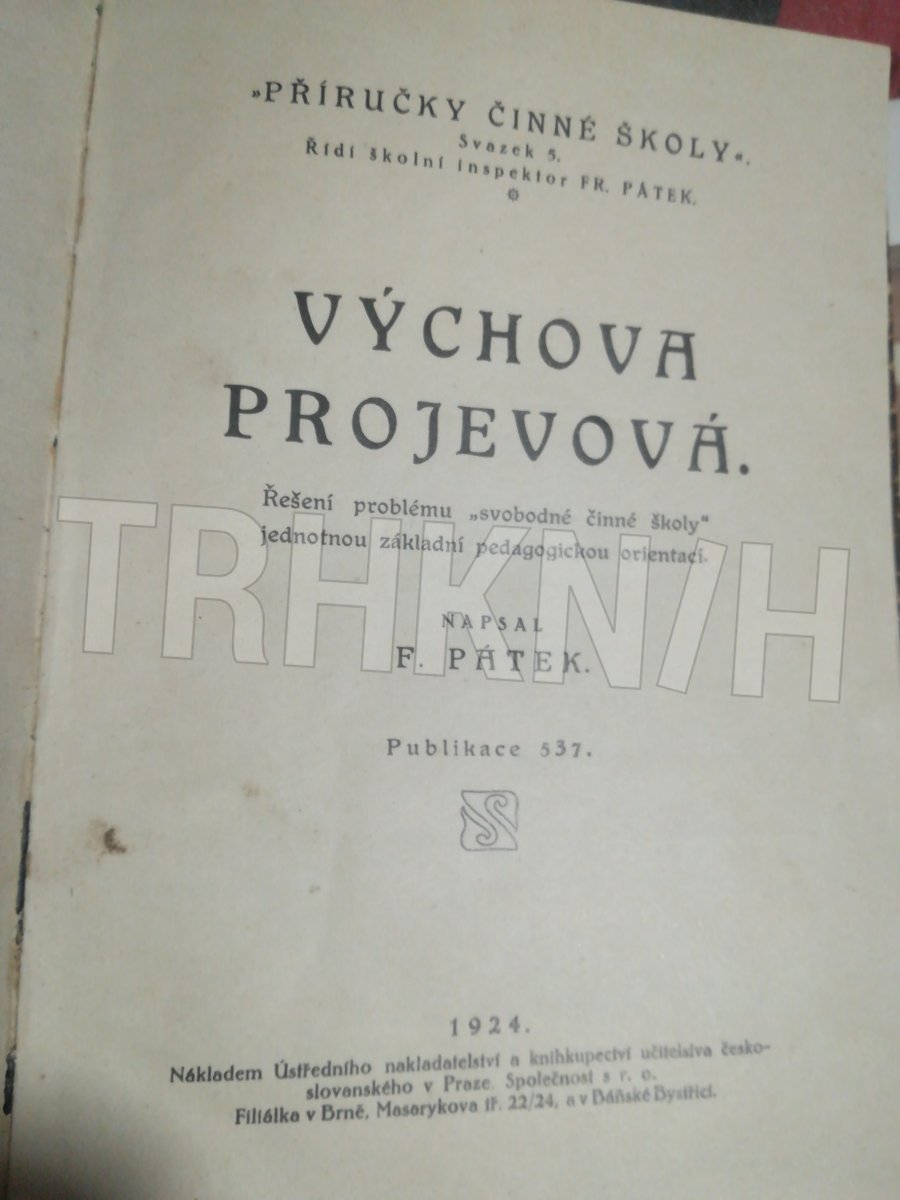 »PŘÍRUČKY ČINNÉ ŠKOLY«.
Svazek 5.
Řídí školní inspektor FR. PÁTEK.
VÝCHOVA
PROJEVOVÁ.
Řešení problému „svobodné činné školy“
jednotnou základní pedagogickou orientací.
NAPSAL
F. PÁTEK.
TRHKNIH
Publikace 537.
1924.
Nákladem Ústředního nakladatelství a knihkupectví učitelstva česko-
slovanského v Praze. Společnost s r. o.
Filiálka v Brně, Masarykova tř. 22/24, a v Báňské Bystřici.